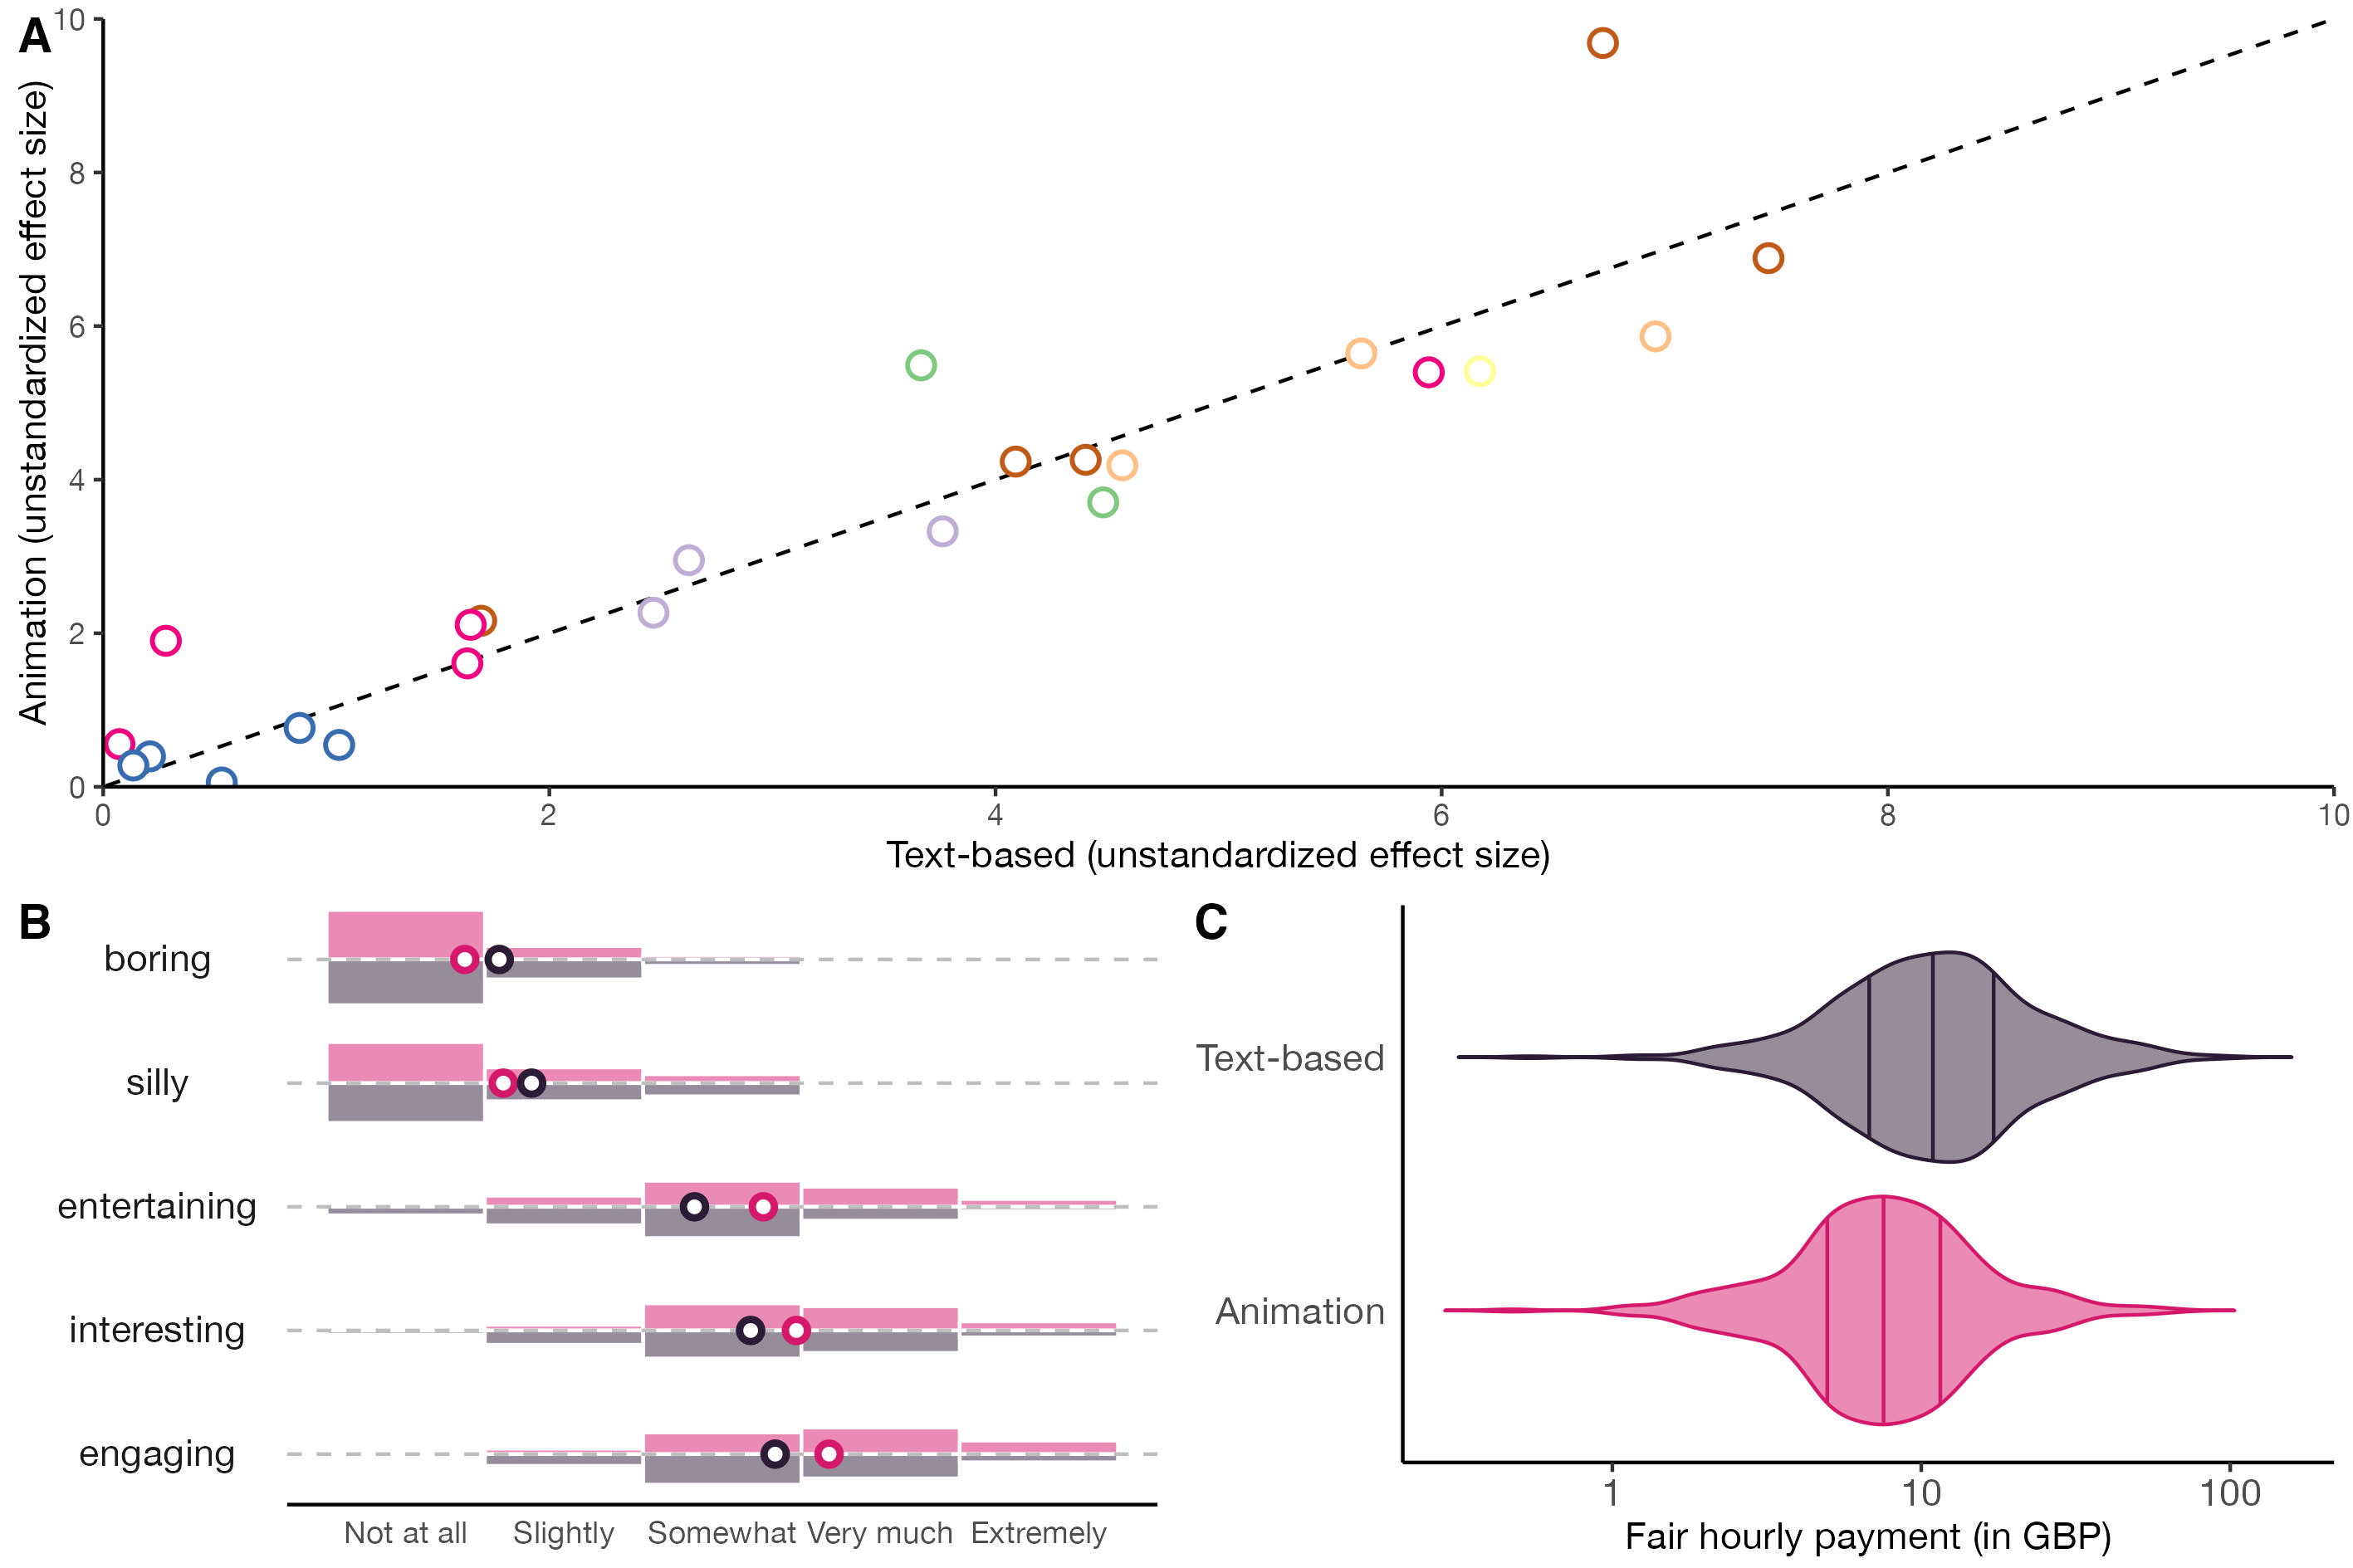 A
Animation (unstandardized effect size)
10
8
6
4
2
0
0 2 4 6 8 10
Text-based (unstandardized effect size)
B
boring
silly
entertaining
interesting
engaging
Not at all Slightly Somewhat Very much Extremely
C
Text-based
Animation
1 10 100
Fair hourly payment (in GBP)